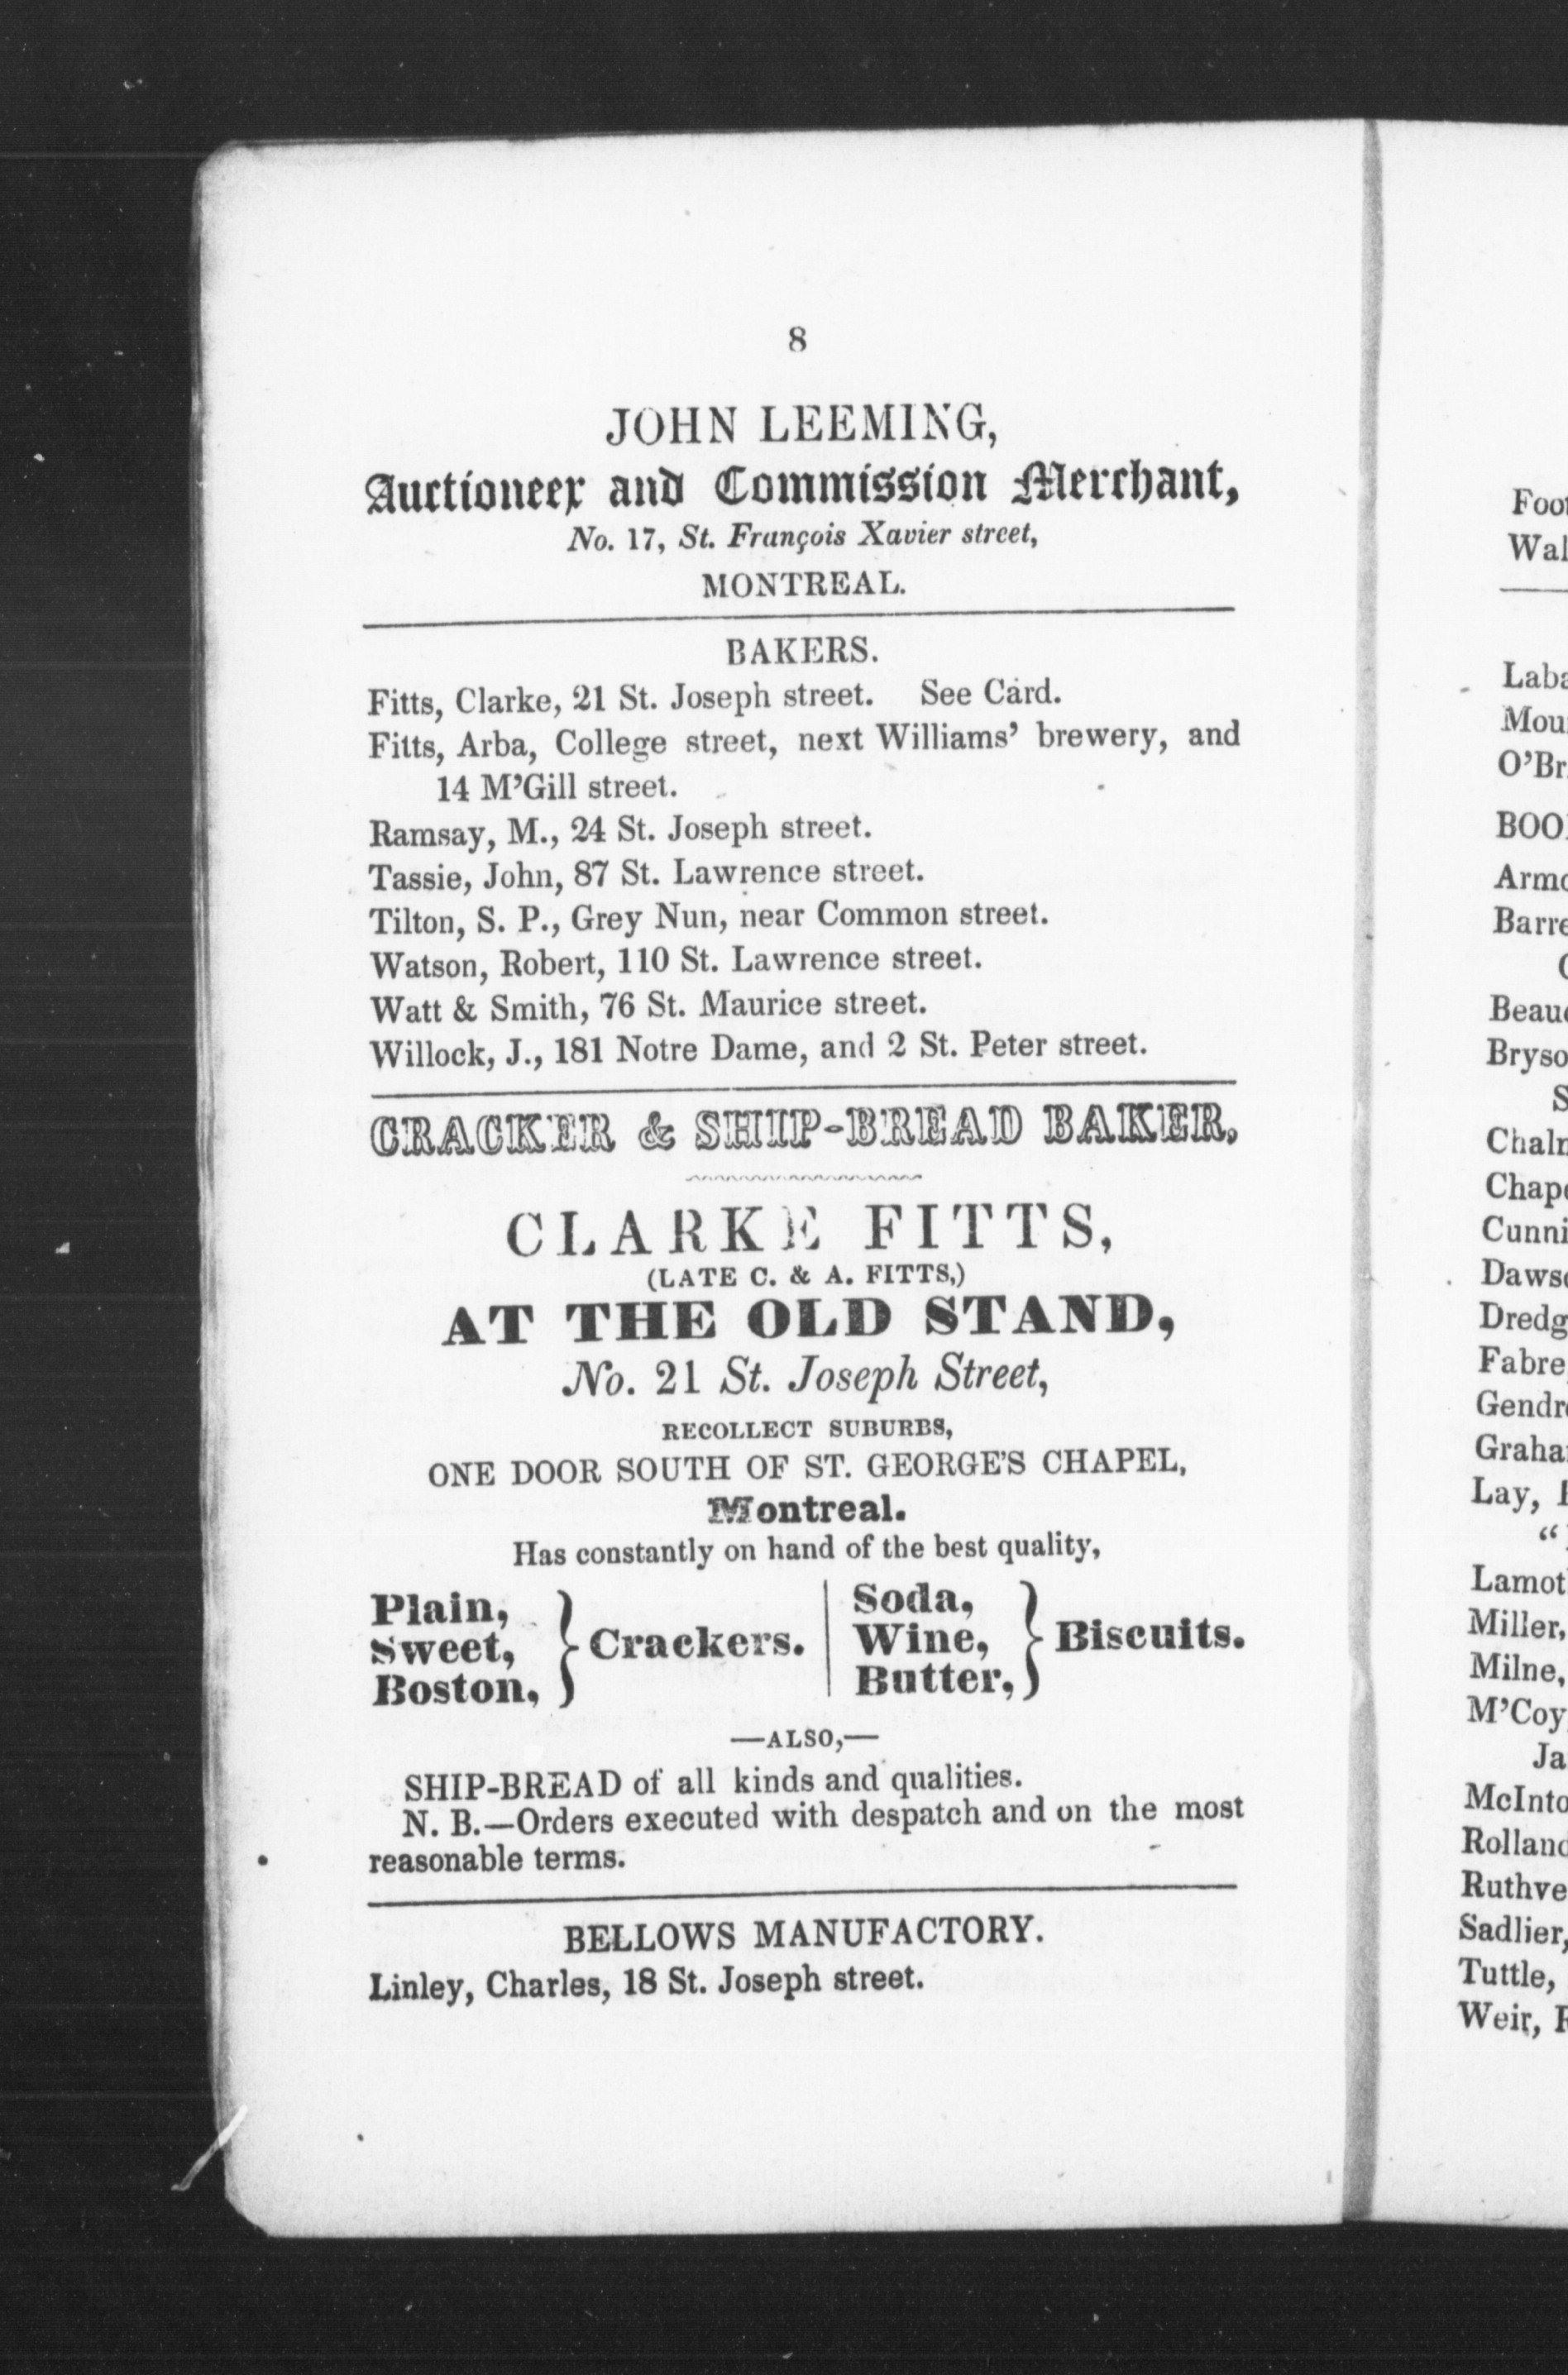 8
JOHN LEEMING,
Auctioneer and Commission Merchant,
No. 17, St. François Xavier street,
MONTREAL.
BAKERS.
Fitts, Clarke, 21 St. Joseph street. See Card.
Fitts, Arba, College street, next Williams' brewery, and
14 M'Gill street.
Ramsay, M., 24 St. Joseph street.
Tassie, John, 87 St. Lawrence street.
Tilton, S. P., Grey Nun, near Common street.
Watson, Robert, 110 St. Lawrence street.
Watt & Smith, 76 St. Maurice street.
Willock, J., 181 Notre Dame, and 2 St. Peter street.
CRACKER & SHIP-BREAD BAKER,
CLARKE FITTS,
(LATE C. & A. FITTS,)
AT THE OLD STAND,
No. 21 St. Joseph Street,
RECOLLECT SUBURBS,
ONE DOOR SOUTH OF ST. GEORGE'S CHAPEL,
Montreal.
Has constantly on hand of the best quality,
Plain,
Sweet, } Crackers.
Boston,
Soda,
Wine, } Biscuits.
Butter,
—ALSO,—
SHIP-BREAD of all kinds and qualities.
N. B.—Orders executed with despatch and on the most
reasonable terms.
BELLOWS MANUFACTORY.
Linley, Charles, 18 St. Joseph street.
Foo
Wal
Laba
Mou
O'Br
BOO
Armo
Barre
Beau
Bryso
S
Chal
Chap
Cunni
Daws
Dredg
Fabre
Gendr
Graha
Lay,
"
Lamot
Miller,
Milne,
M'Coy
Ja
McInto
Rolland
Ruthve
Sadlier,
Tuttle,
Weir,